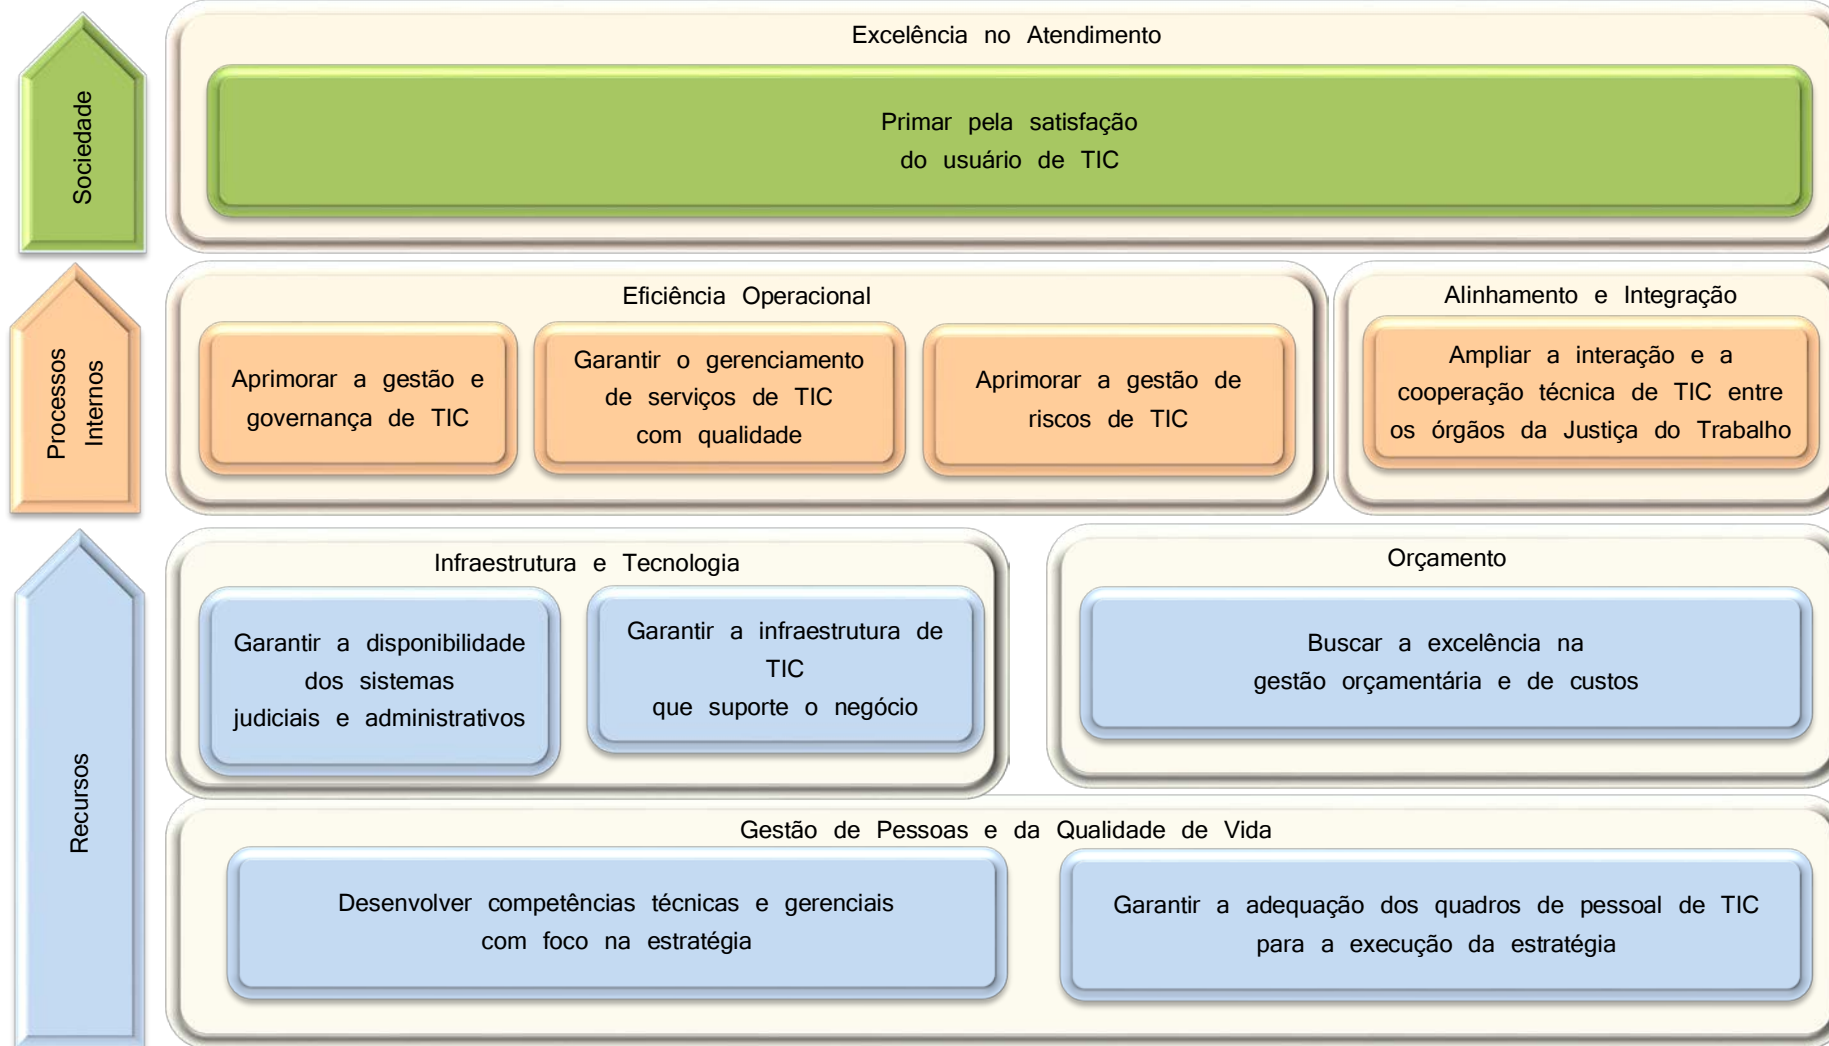 Sociedade
Excelência no Atendimento
Primar pela satisfação
do usuário de TIC
Processos
Internos
Eficiência Operacional
Aprimorar a gestão e
governança de TIC
Garantir o gerenciamento
de serviços de TIC
com qualidade
Aprimorar a gestão de
riscos de TIC
Alinhamento e Integração
Ampliar a interação e a
cooperação técnica de TIC entre
os órgãos da Justiça do Trabalho
Recursos
Infraestrutura e Tecnologia
Garantir a disponibilidade
dos sistemas
judiciais e administrativos
Garantir a infraestrutura de
TIC
que suporte o negócio
Orçamento
Buscar a excelência na
gestão orçamentária e de custos
Gestão de Pessoas e da Qualidade de Vida
Desenvolver competências técnicas e gerenciais
com foco na estratégia
Garantir a adequação dos quadros de pessoal de TIC
para a execução da estratégia